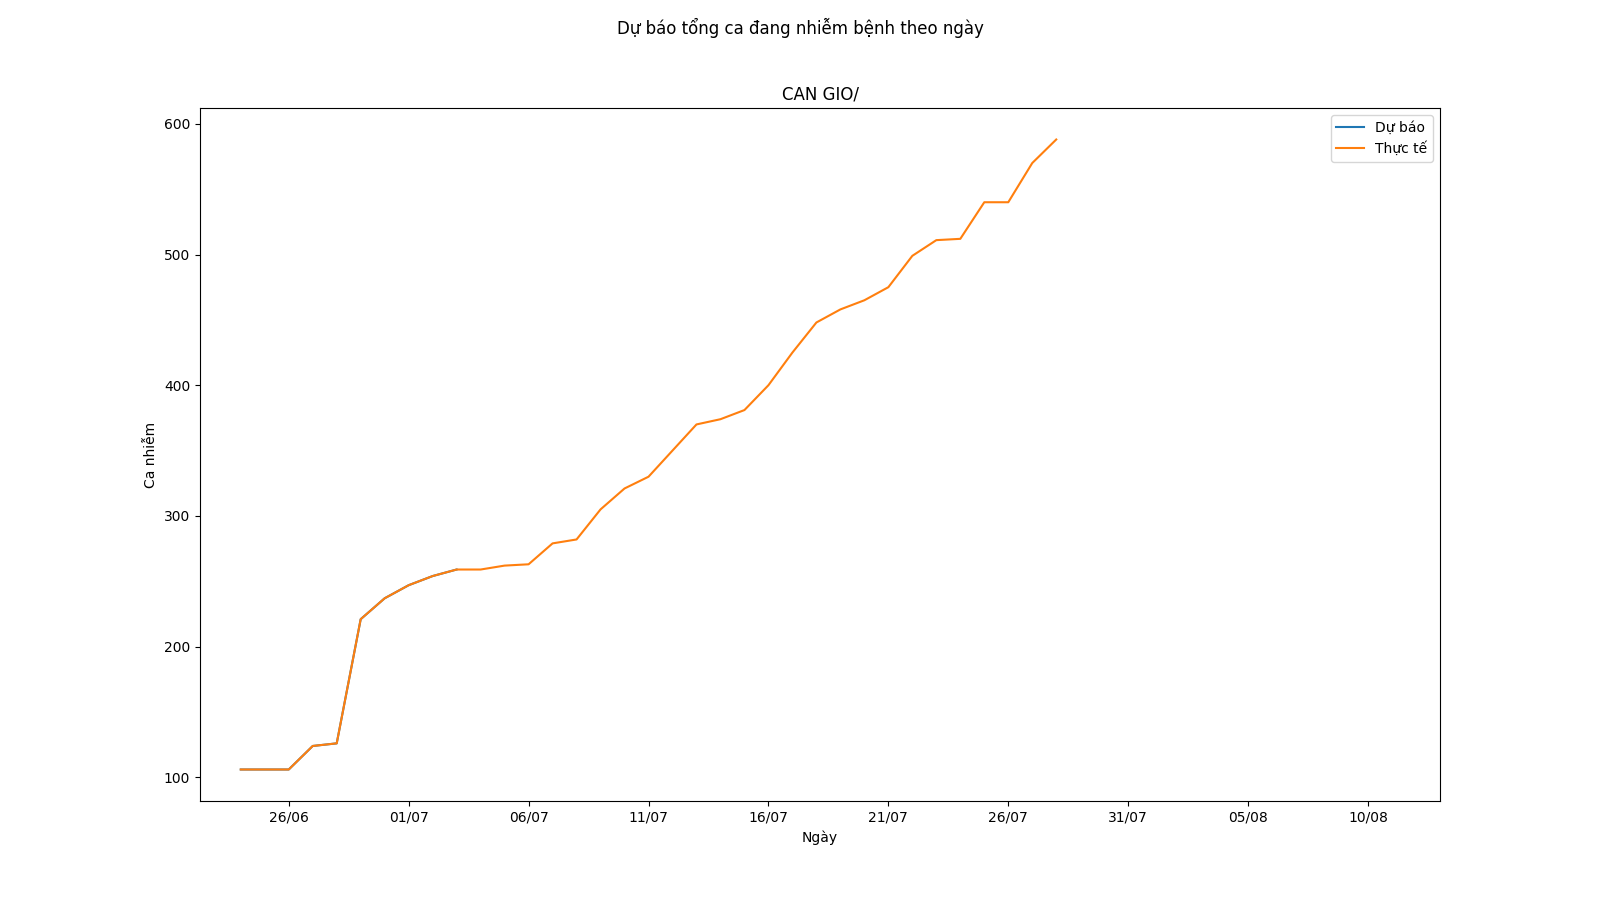 Dự báo tổng ca đang nhiễm bệnh theo ngày
CAN GIO/
600
500
400
300
200
100
Ca nhiễm
Dự báo
Thực tế
26/06 01/07 06/07 11/07 16/07 21/07 26/07 31/07 05/08 10/08
Ngày